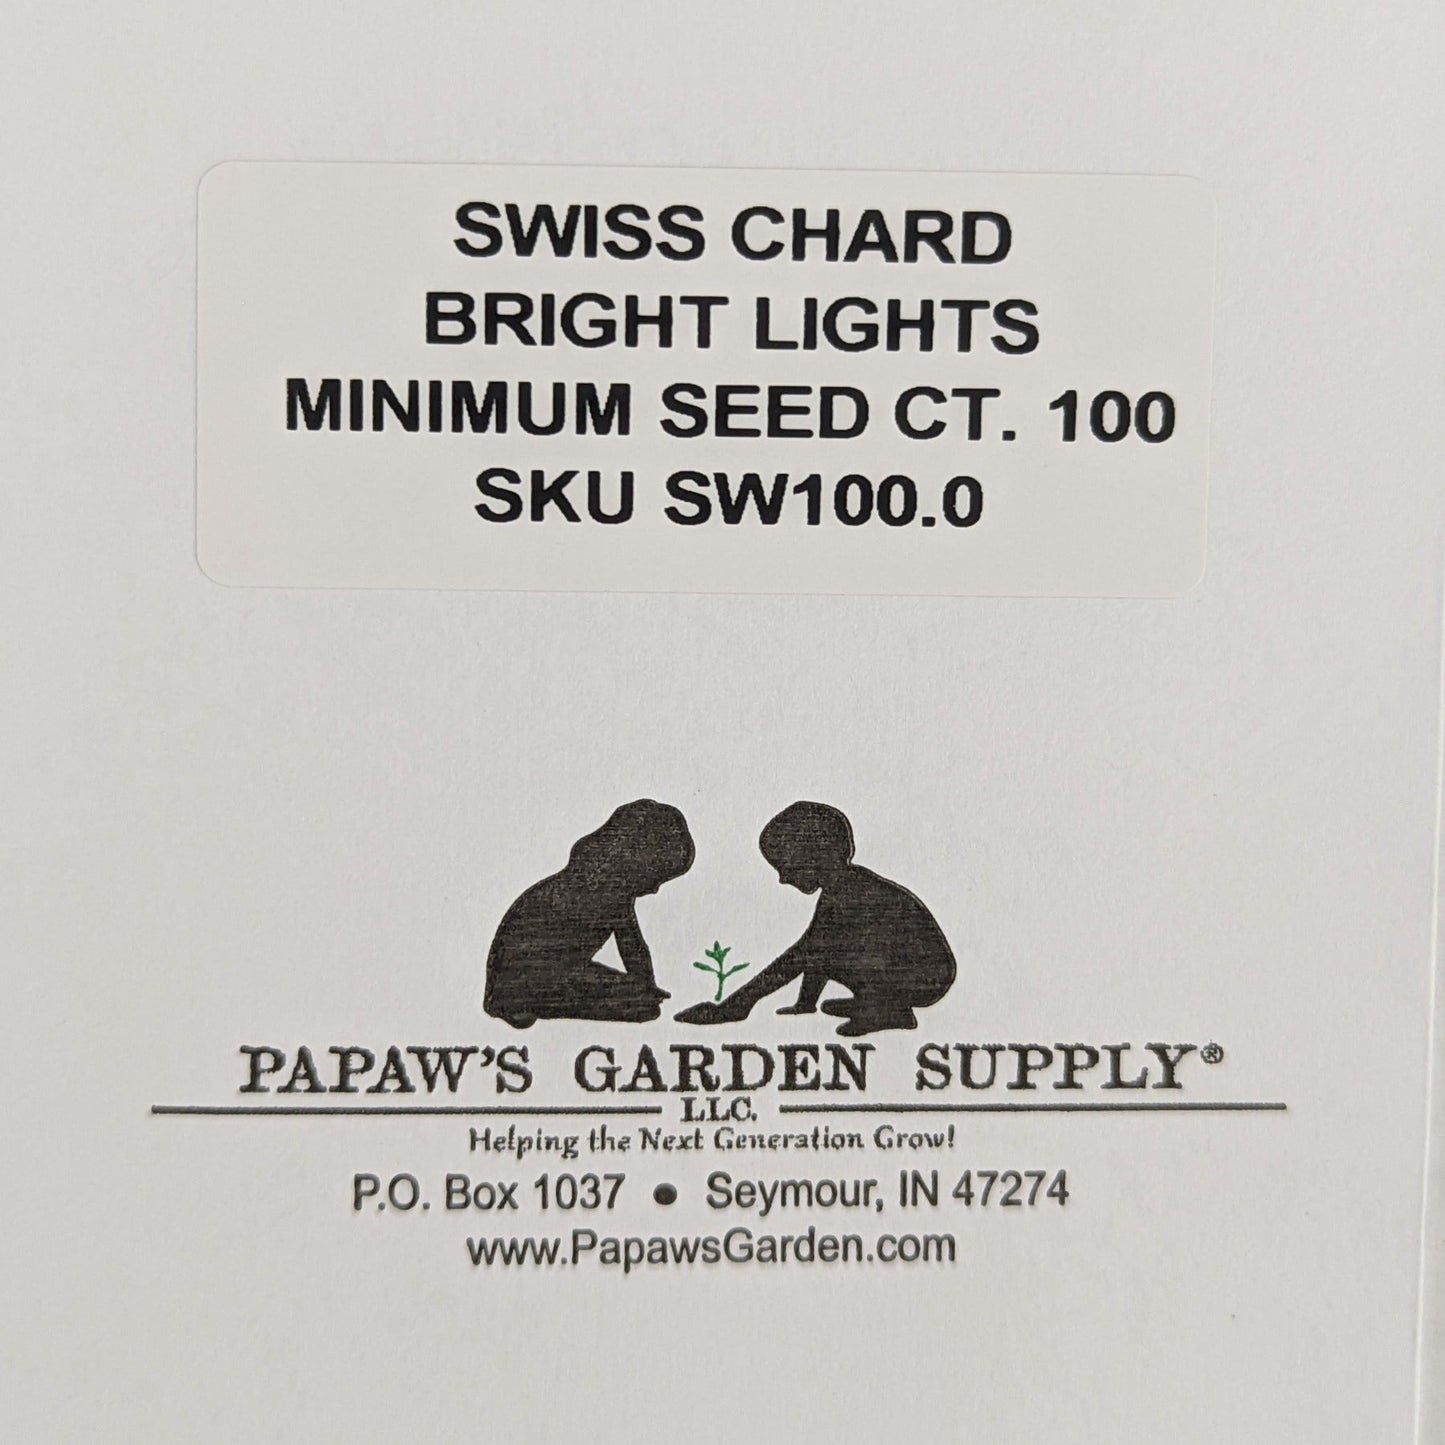 SWISS CHARD
BRIGHT LIGHTS
MINIMUM SEED CT. 100
SKU SW100.0
PAPAW'S GARDEN SUPPLY®
LLC.
Helping the Next Generation Grow!
P.O. Box 1037 ● Seymour, IN 47274
www.PapawsGarden.com